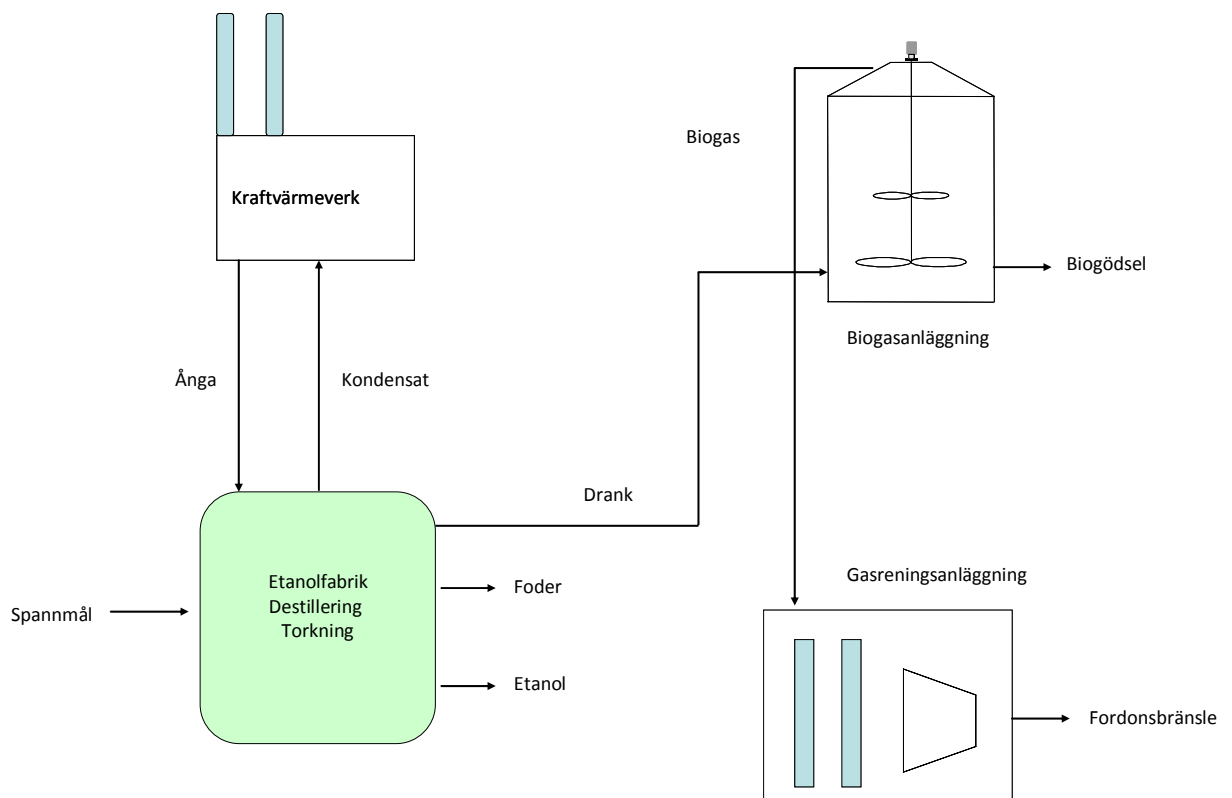 Biogas
Kraftvärmeverk
Biogödsel
Biogasanläggning
Ånga
Kondensat
Drank
Etanolfabrik
Destillering
Torkning
Gasreningsanläggning
Foder
Spannmål
Etanol
Fordonsbränsle